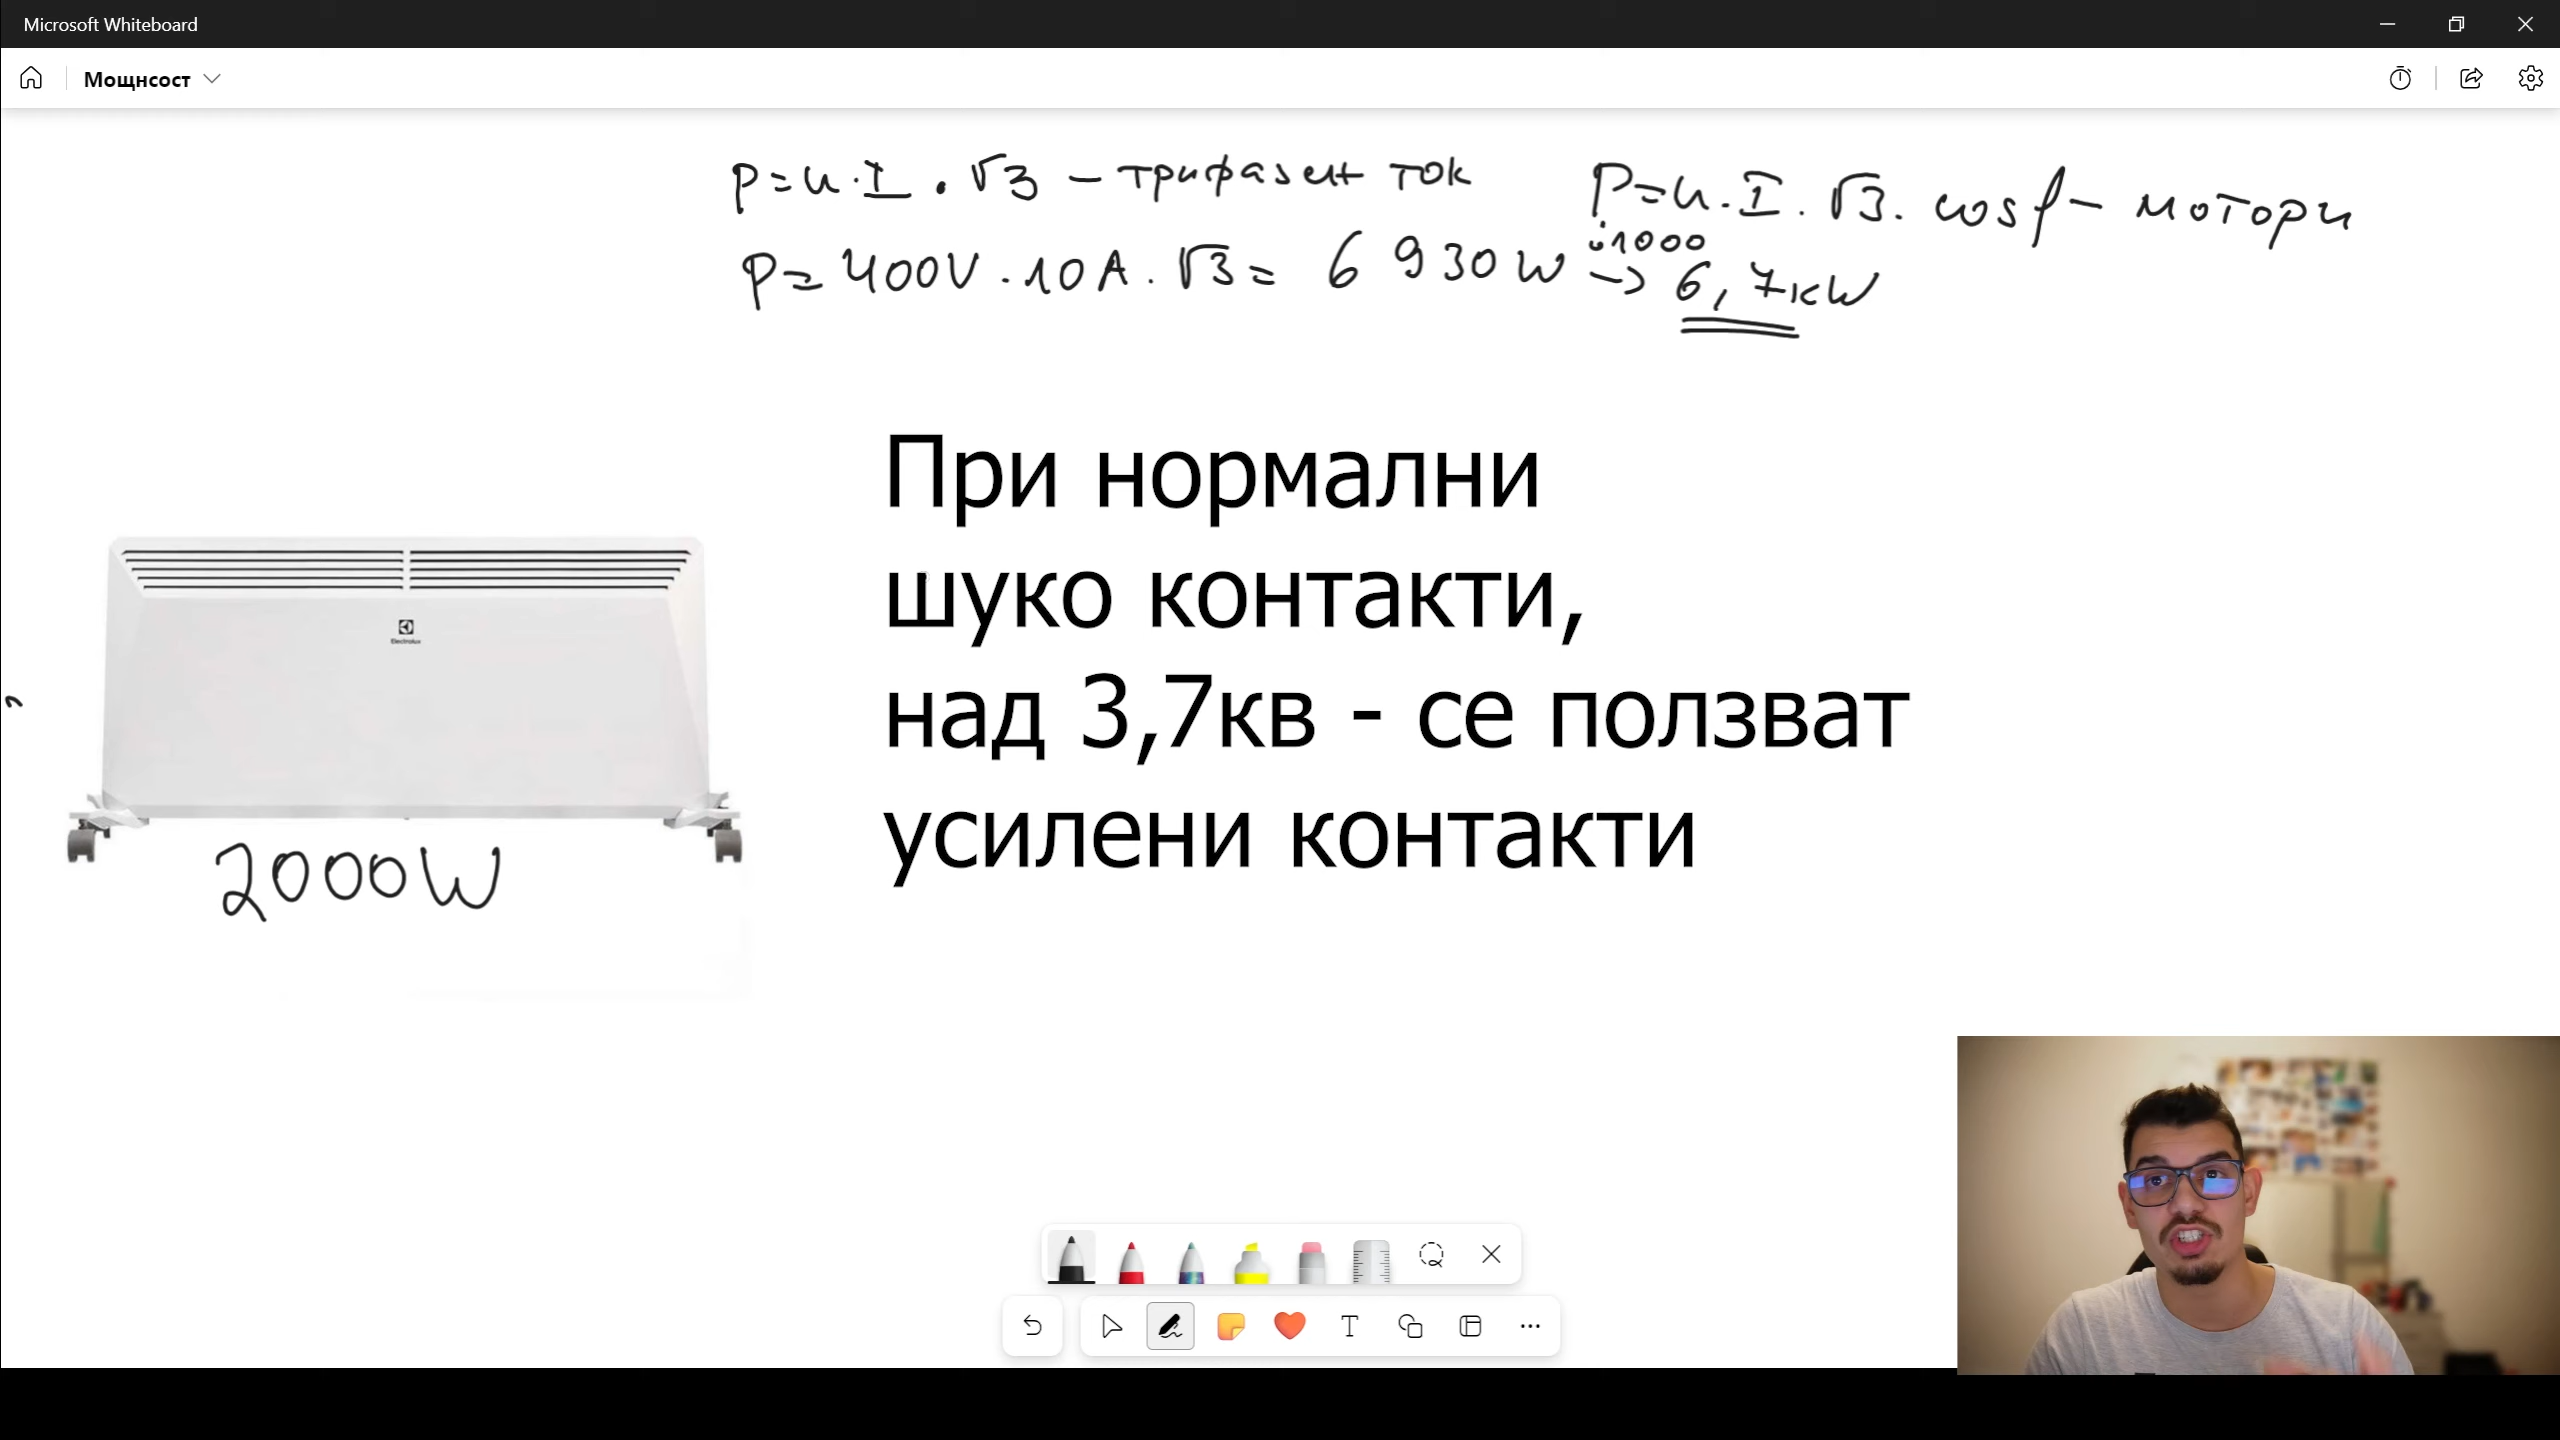 Microsoft Whiteboard
Мощнсост
P=U.I.√3 – трифазен ток
P=U.I.√3.cosφ – мотори
P=400V.10A.√3= 6 930W :1000 → 6,7kW
При нормални
шуко контакти,
над 3,7кв - се ползват
усилени контакти
Electrolux
2000W